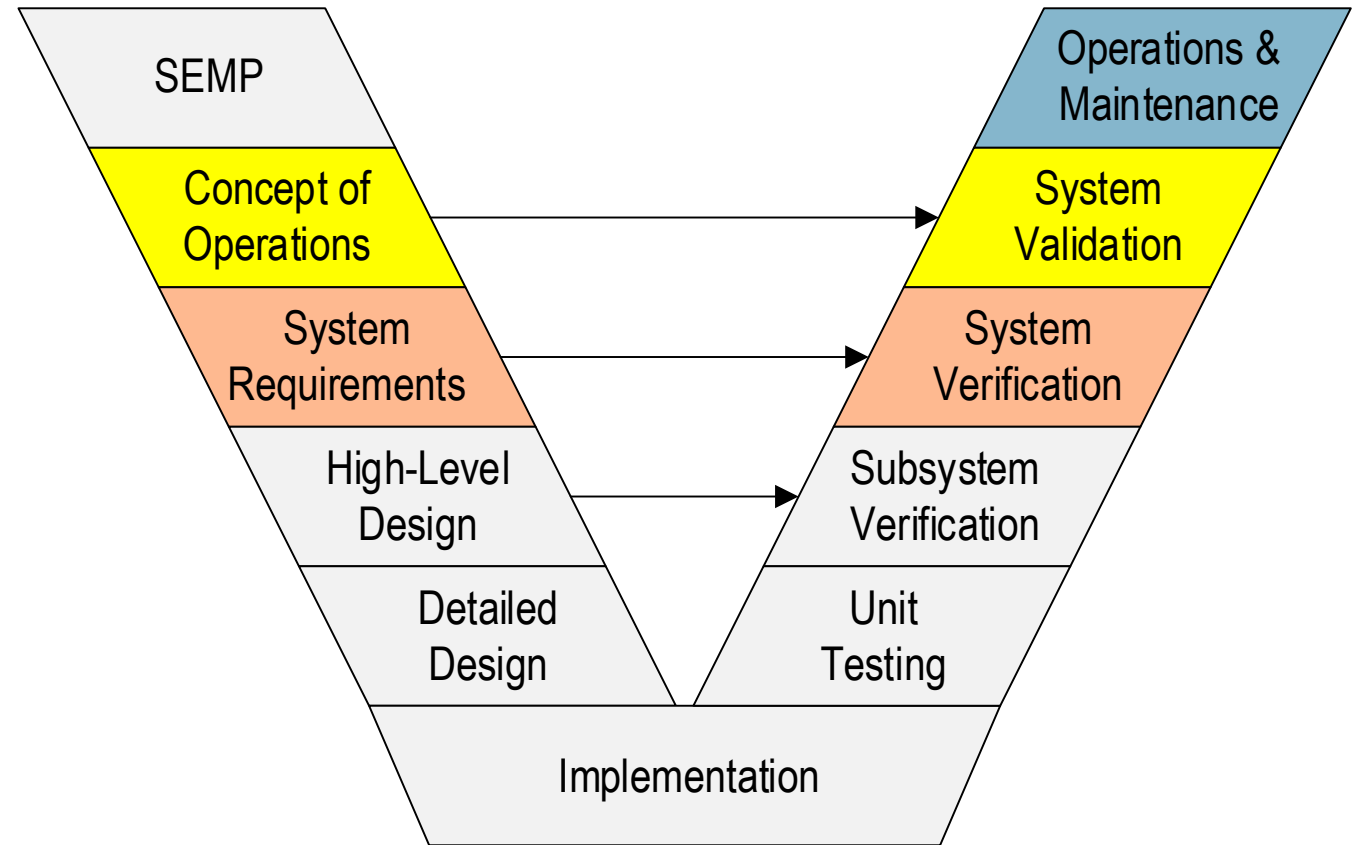 SEMP
Concept of
Operations
System
Requirements
High-Level
Design
Detailed
Design
Implementation
Unit
Testing
Subsystem
Verification
System
Verification
System
Validation
Operations &
Maintenance